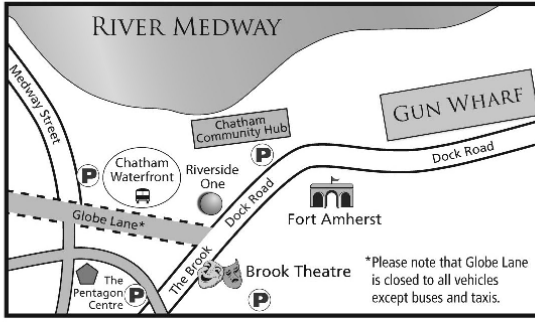 RIVER MEDWAY
Medway Street
GUN WHARF
Chatham
Community Hub
P
Dock Road
P
Chatham
Waterfront
Riverside
One
Dock Road
Fort Amherst
Globe Lane*
The Brook
Brook Theatre
The
Pentagon
Centre
P
P
*Please note that Globe Lane
is closed to all vehicles
except buses and taxis.